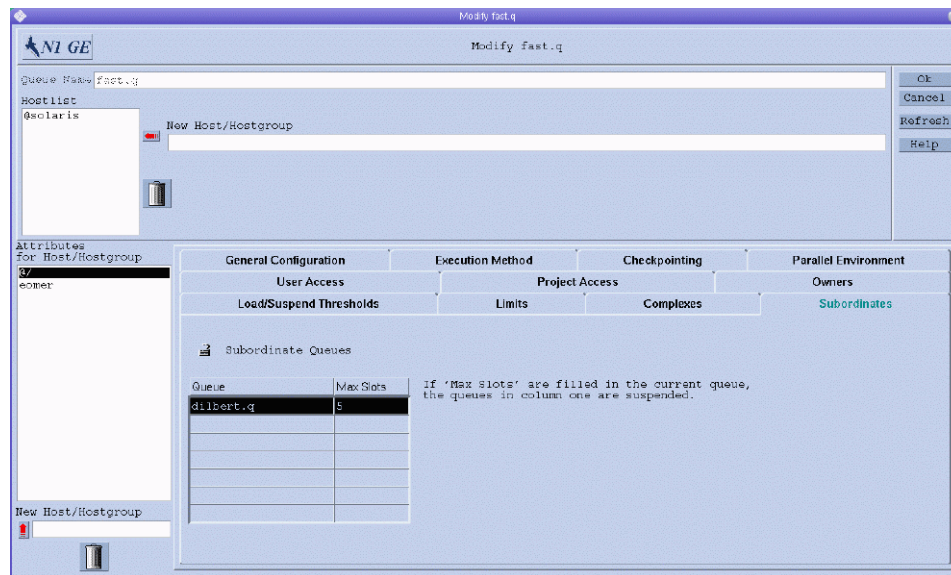 Modify fast.q
N1 GE
Modify fast.q
Queue Name fast.q
Ok
Hostlist
Cancel
@solaris
New Host/Hostgroup
Refresh
Help
Attributes
for Host/Hostgroup
@/
eomer
General Configuration Execution Method Checkpointing Parallel Environment
User Access Project Access Owners
Load/Suspend Thresholds Limits Complexes Subordinates
Subordinate Queues
Queue Max Slots
dilbert.q 5
If 'Max Slots' are filled in the current queue,
the queues in column one are suspended.
New Host/Hostgroup